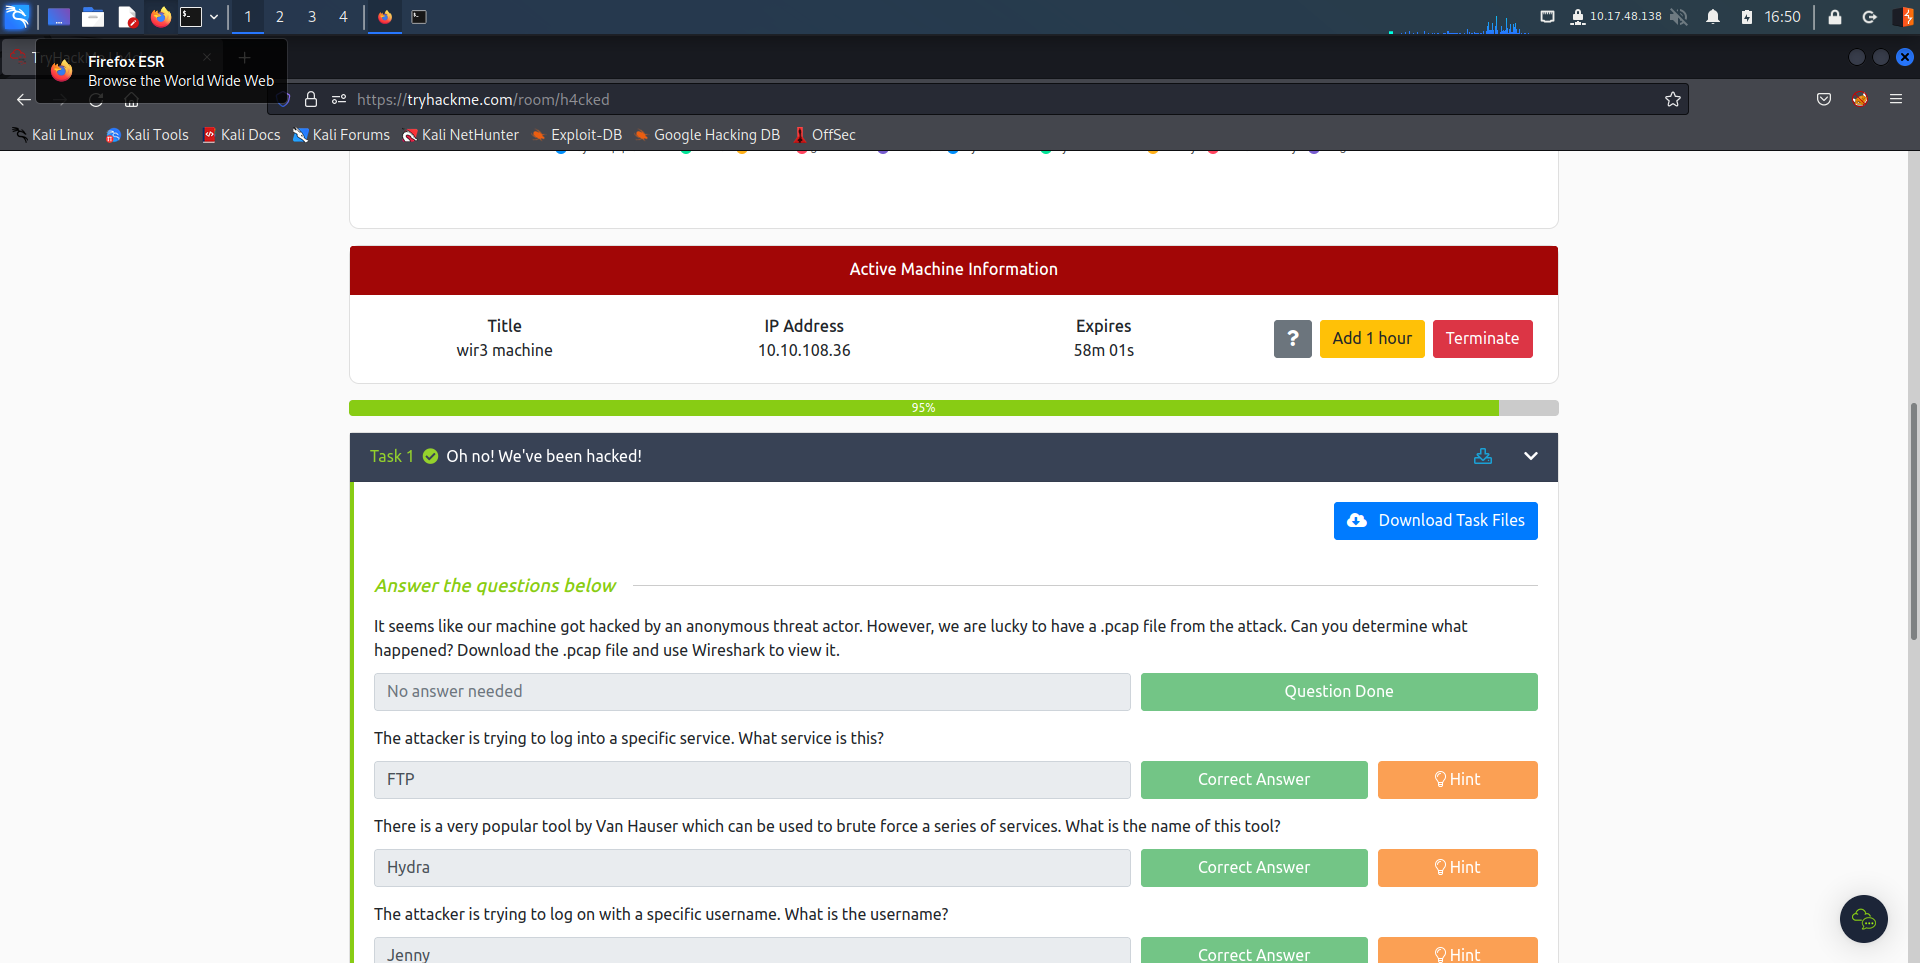 1 2 3 4
10.17.48.138
16:50
Firefox ESR
Browse the World Wide Web
https://tryhackme.com/room/h4cked
Kali Linux Kali Tools Kali Docs Kali Forums Kali NetHunter Exploit-DB Google Hacking DB OffSec
Active Machine Information
Title IP Address Expires
wir3 machine 10.10.108.36 58m 01s
? Add 1 hour Terminate
95%
Task 1 Oh no! We've been hacked!
Download Task Files
Answer the questions below
It seems like our machine got hacked by an anonymous threat actor. However, we are lucky to have a .pcap file from the attack. Can you determine what
happened? Download the .pcap file and use Wireshark to view it.
No answer needed Question Done
The attacker is trying to log into a specific service. What service is this?
FTP Correct Answer Hint
There is a very popular tool by Van Hauser which can be used to brute force a series of services. What is the name of this tool?
Hydra Correct Answer Hint
The attacker is trying to log on with a specific username. What is the username?
Jenny Correct Answer Hint